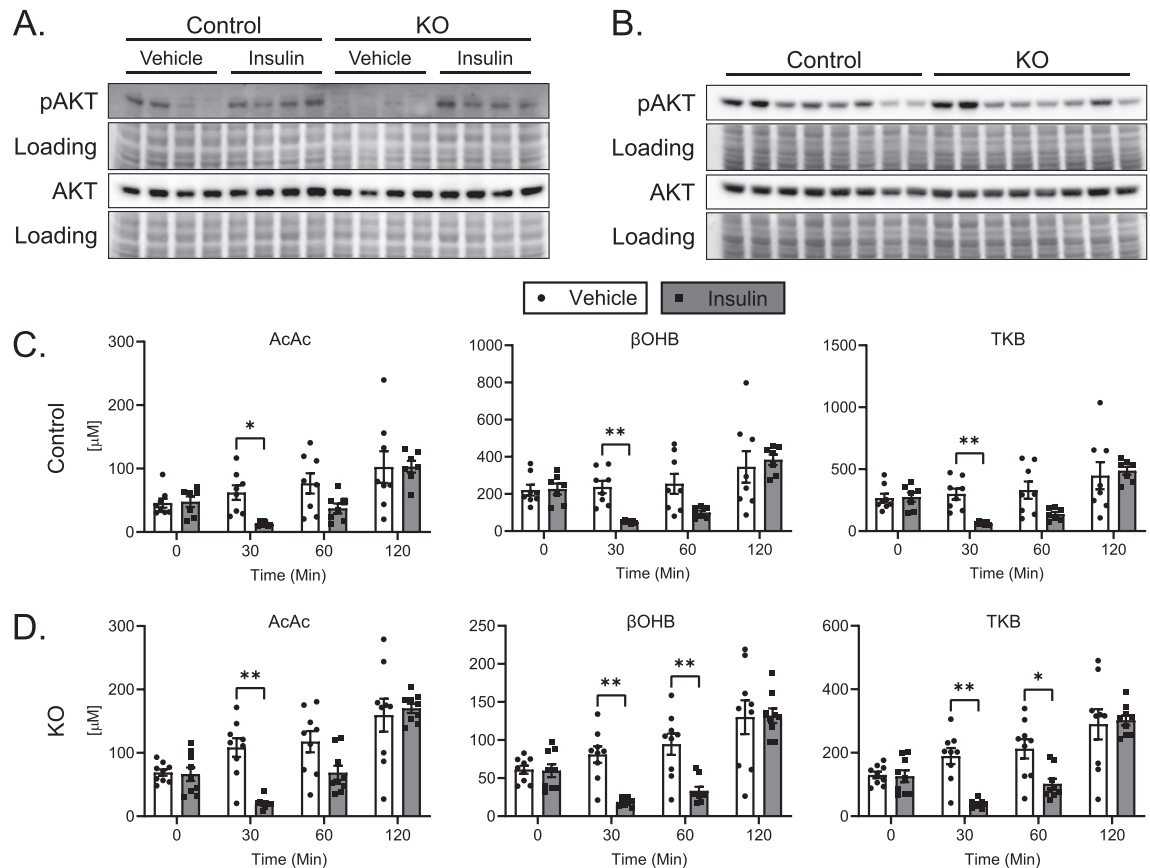 A.
Control KO
Vehicle Insulin Vehicle Insulin
pAKT
Loading
AKT
Loading
B.
Control KO
pAKT
Loading
AKT
Loading
Vehicle Insulin
C.
Control
AcAc
[µM]
300
200
100
0
*
0 30 60 120
Time (Min)
βOHB
1000
800
600
400
200
0
**
0 30 60 120
Time (Min)
TKB
1500
1000
500
0
**
0 30 60 120
Time (Min)
D.
KO
AcAc
[µM]
300
200
100
0
**
0 30 60 120
Time (Min)
βOHB
250
200
150
100
50
0
** **
0 30 60 120
Time (Min)
TKB
600
400
200
0
** *
0 30 60 120
Time (Min)